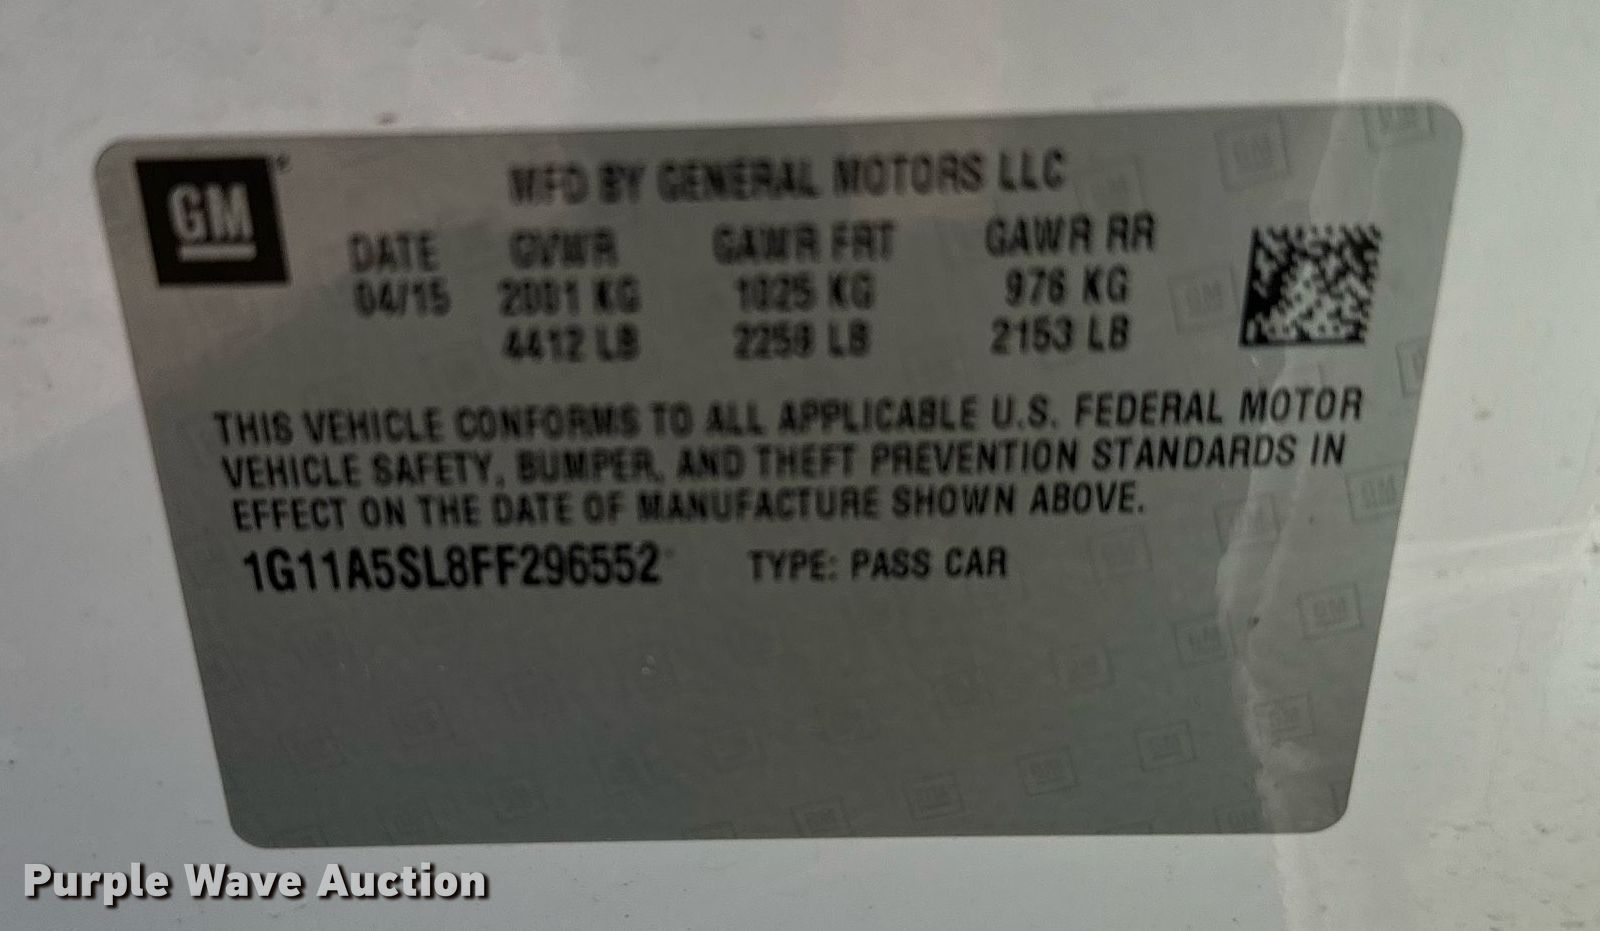 GM
MFD BY GENERAL MOTORS LLC
DATE GVWR GAWR FRT GAWR RR
04/15 2001 KG 1025 KG 976 KG
4412 LB 2259 LB 2153 LB
THIS VEHICLE CONFORMS TO ALL APPLICABLE U.S. FEDERAL MOTOR
VEHICLE SAFETY, BUMPER, AND THEFT PREVENTION STANDARDS IN
EFFECT ON THE DATE OF MANUFACTURE SHOWN ABOVE.
1G11A5SL8FF296552 TYPE: PASS CAR
Purple Wave Auction